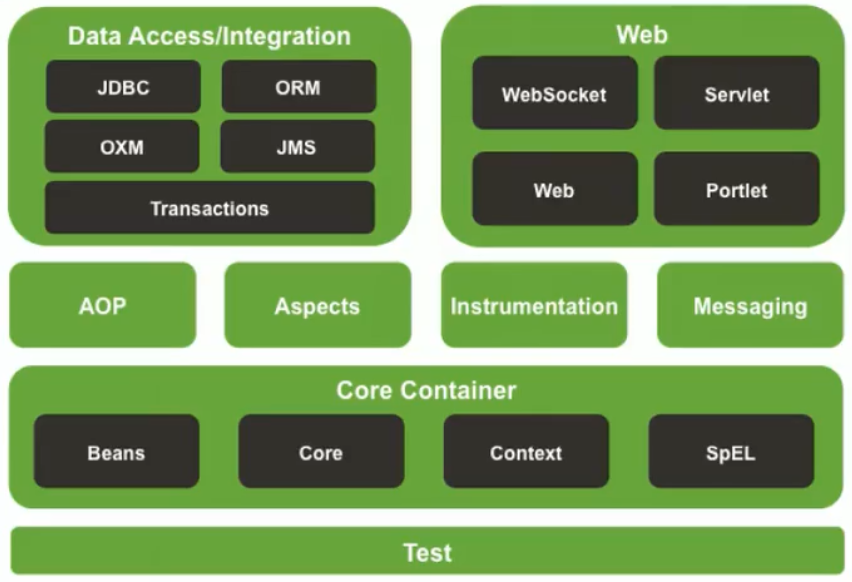 Data Access/Integration
JDBC
ORM
OXM
JMS
Transactions
Web
WebSocket
Servlet
Web
Portlet
AOP
Aspects
Instrumentation
Messaging
Core Container
Beans
Core
Context
SpEL
Test